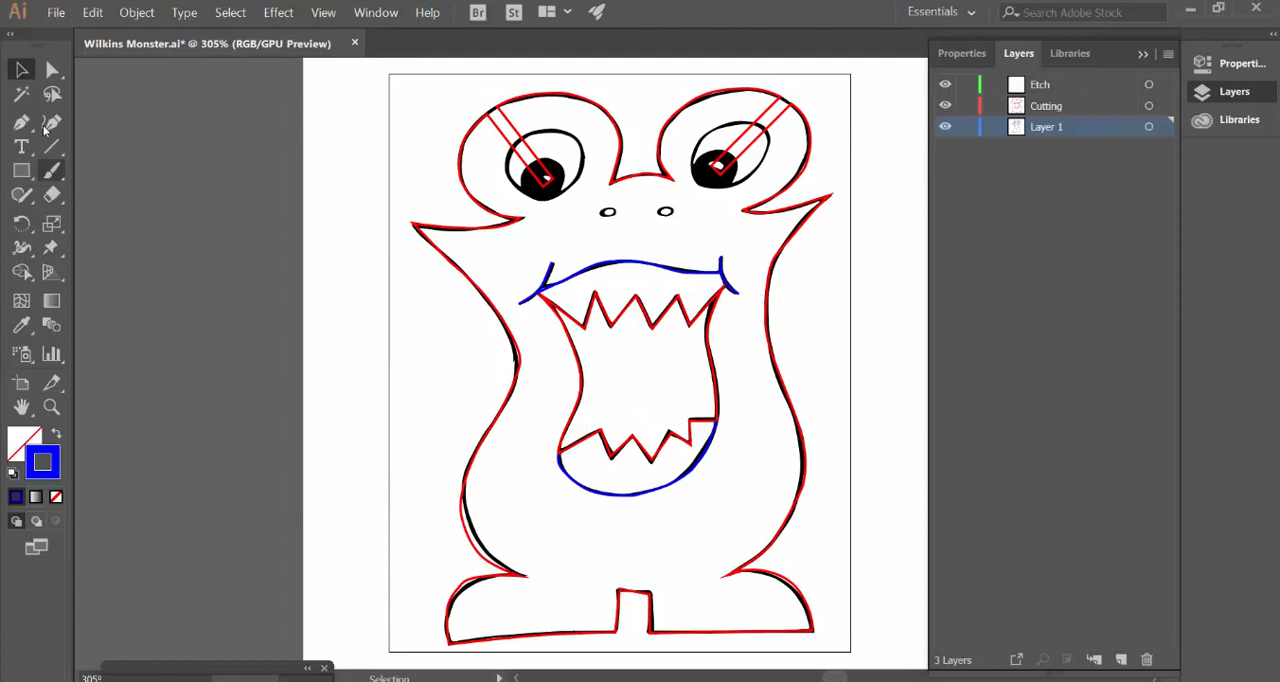 Ai File Edit Object Type Select Effect View Window Help Br St Essentials Search Adobe Stock
Wilkins Monster.ai* @ 305% (RGB/GPU Preview)
Properties Layers Libraries
Etch
Cutting
Layer 1
Properti...
Layers
Libraries
3 Layers
305%
Selection